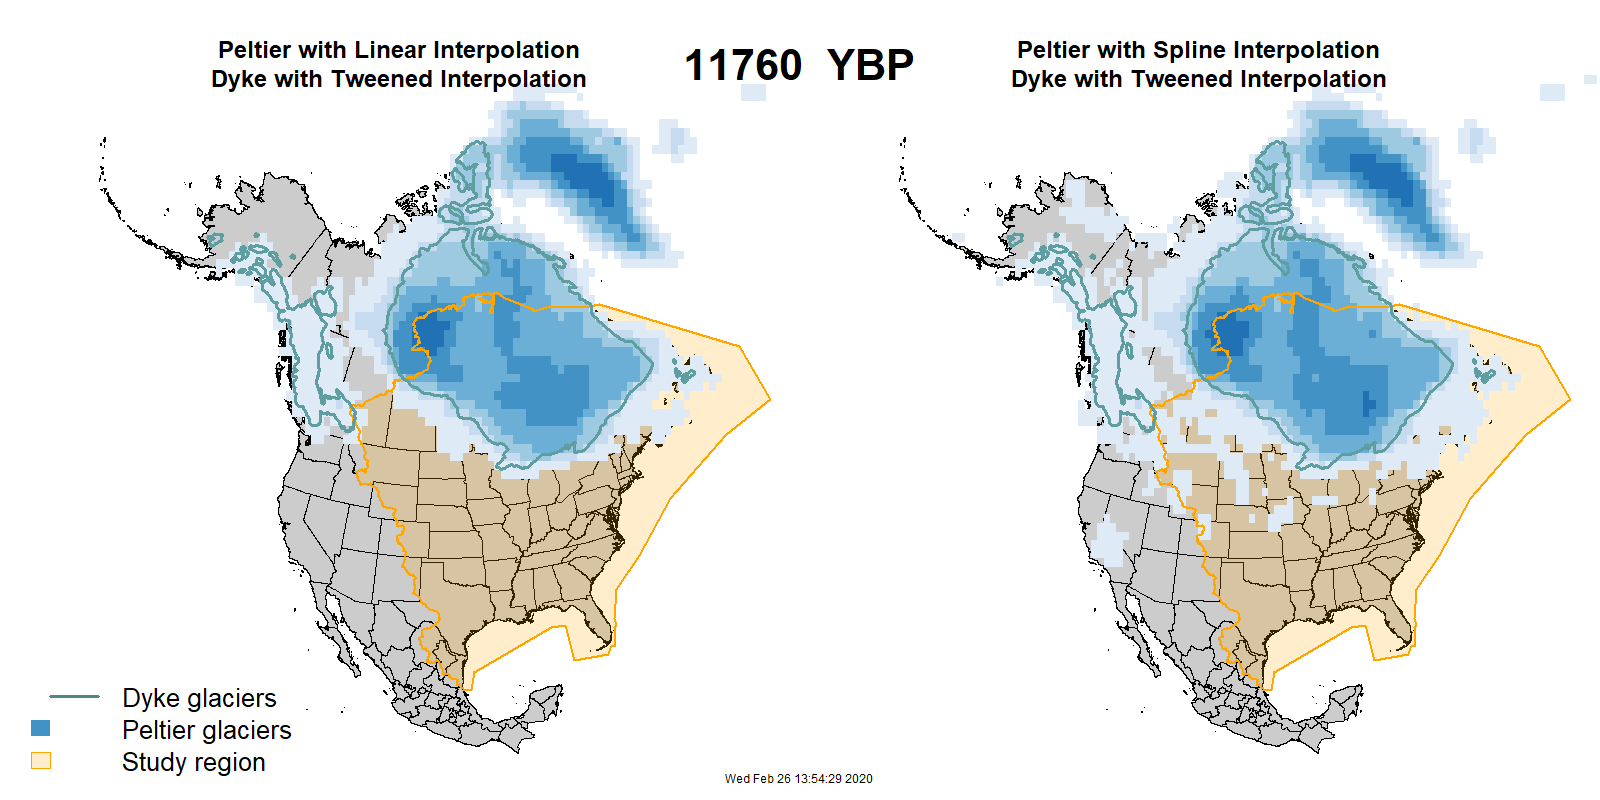 Peltier with Linear Interpolation
Dyke with Tweened Interpolation
11760 YBP
Peltier with Spline Interpolation
Dyke with Tweened Interpolation
Dyke glaciers
Peltier glaciers
Study region
Wed Feb 26 13:54:29 2020